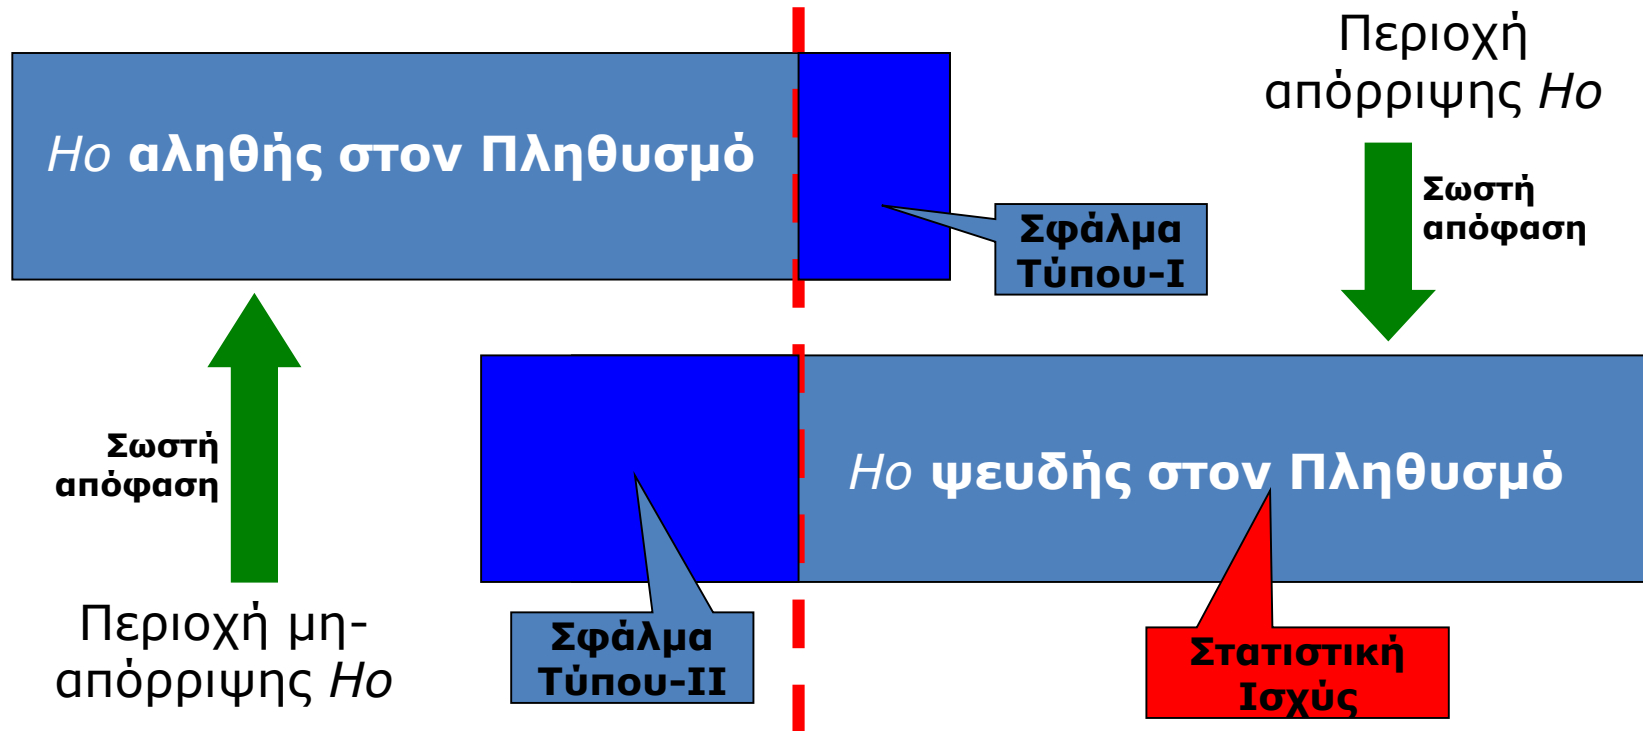 Περιοχή
απόρριψης Ho
Ho αληθής στον Πληθυσμό
Σωστή
απόφαση
Σφάλμα
Τύπου-I
Σωστή
απόφαση
Ho ψευδής στον Πληθυσμό
Περιοχή μη-
απόρριψης Ho
Σφάλμα
Τύπου-II
Στατιστική
Ισχύς